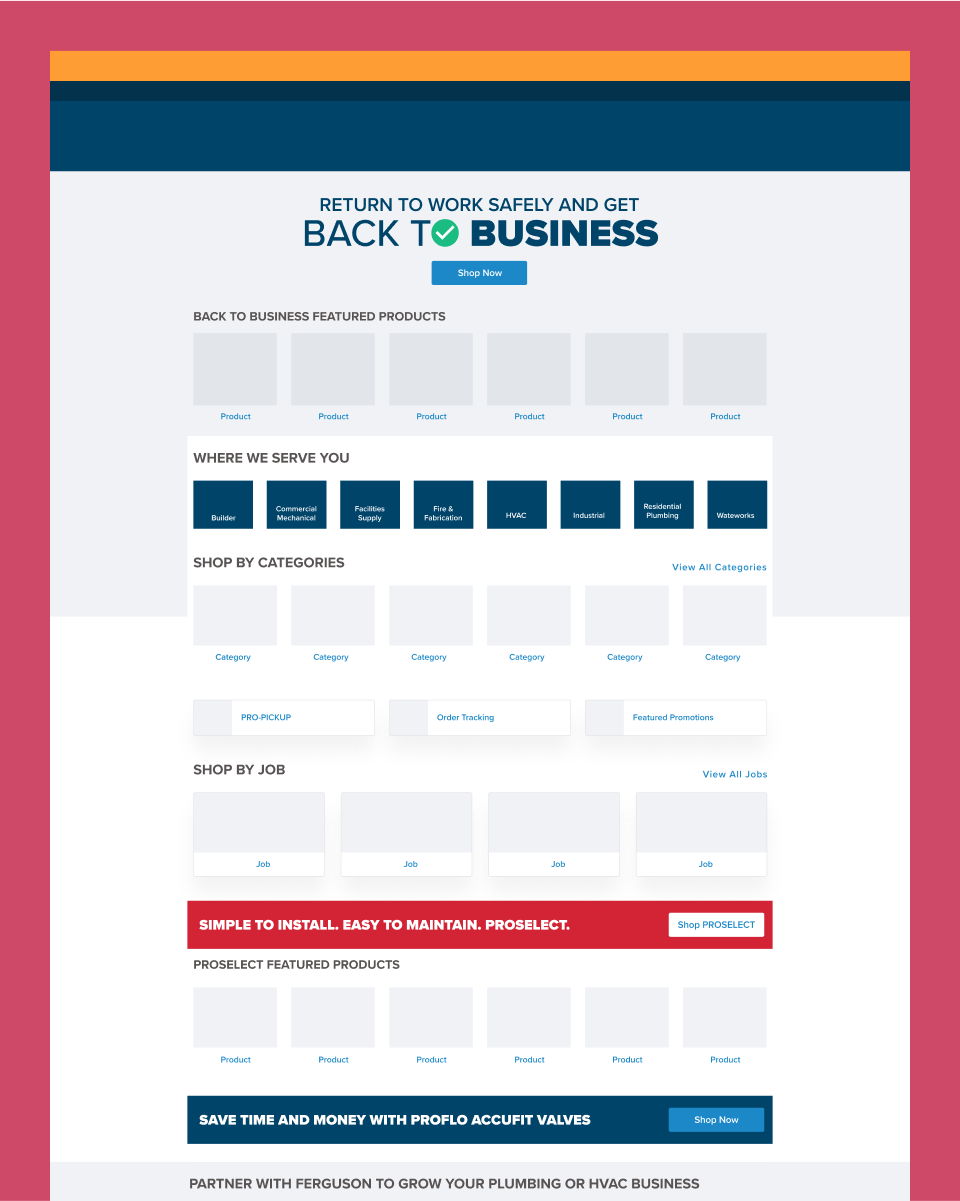 RETURN TO WORK SAFELY AND GET
BACK TO BUSINESS
Shop Now
BACK TO BUSINESS FEATURED PRODUCTS
Product Product Product Product Product Product
WHERE WE SERVE YOU
Builder
Commercial
Mechanical
Facilities
Supply
Fire &
Fabrication
HVAC
Industrial
Residential
Plumbing
Wateworks
SHOP BY CATEGORIES
View All Categories
Category Category Category Category Category Category
PRO-PICKUP
Order Tracking
Featured Promotions
SHOP BY JOB
View All Jobs
Job Job Job Job
SIMPLE TO INSTALL. EASY TO MAINTAIN. PROSELECT.
Shop PROSELECT
PROSELECT FEATURED PRODUCTS
Product Product Product Product Product Product
SAVE TIME AND MONEY WITH PROFLO ACCUFIT VALVES
Shop Now
PARTNER WITH FERGUSON TO GROW YOUR PLUMBING OR HVAC BUSINESS